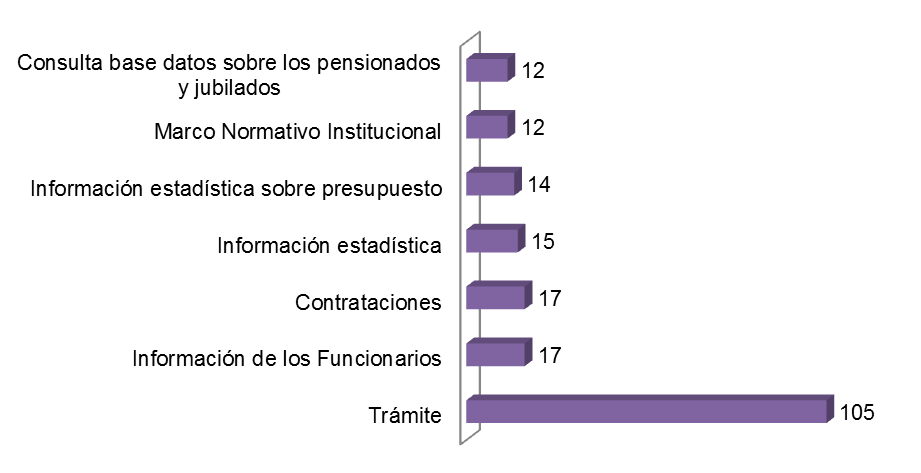 Consulta base datos sobre los pensionados
y jubilados
12
Marco Normativo Institucional
12
Información estadística sobre presupuesto
14
Información estadística
15
Contrataciones
17
Información de los Funcionarios
17
Trámite
105